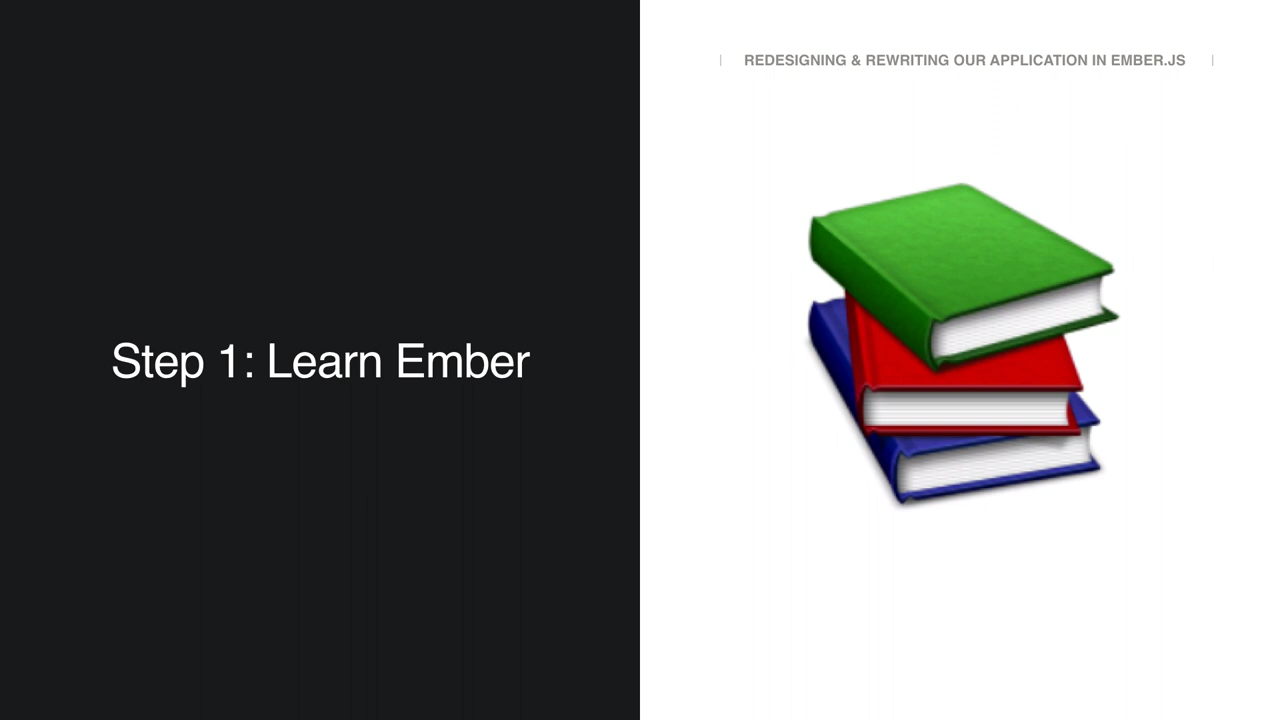 Step 1: Learn Ember
REDESIGNING & REWRITING OUR APPLICATION IN EMBER.JS